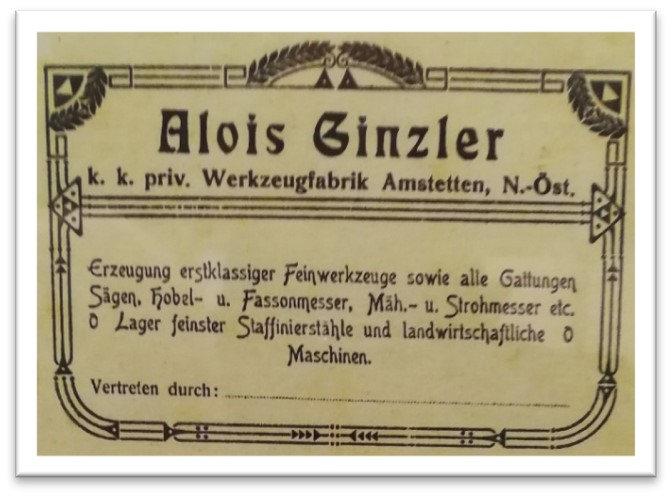 Alois Ginzler
k. k. priv. Werkzeugfabrik Amstetten, N.-Öst.
Erzeugung erstklassiger Feinwerkzeuge sowie alle Gattungen
Sägen, Hobel- u. Fassonmesser, Mäh.- u. Strohmesser etc.
O Lager feinster Staffinierstähle und landwirtschaftliche O
Maschinen.
Vertreten durch: